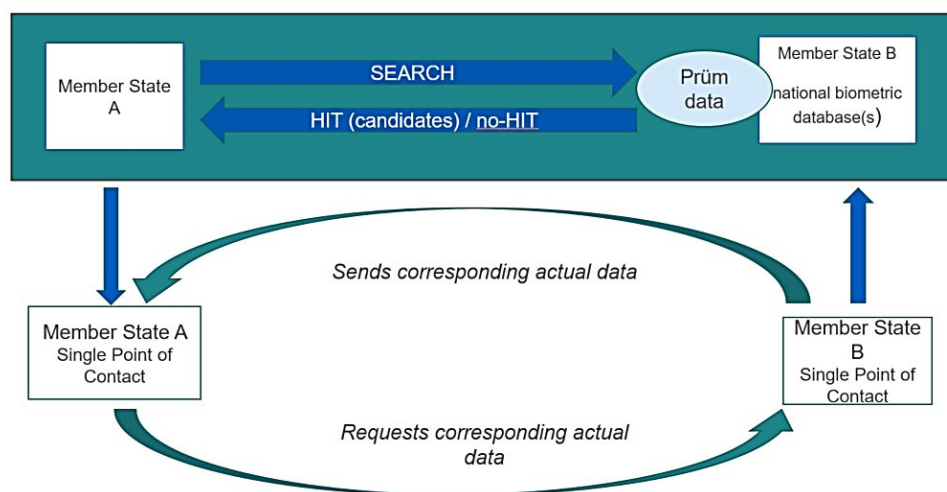 Member State
A
SEARCH
HIT (candidates) / no-HIT
Prüm
data
Member State
B
national biometric
database(s)
Sends corresponding actual data
Member State A
Single Point of
Contact
Member State
B
Single Point of
Contact
Requests corresponding actual
data